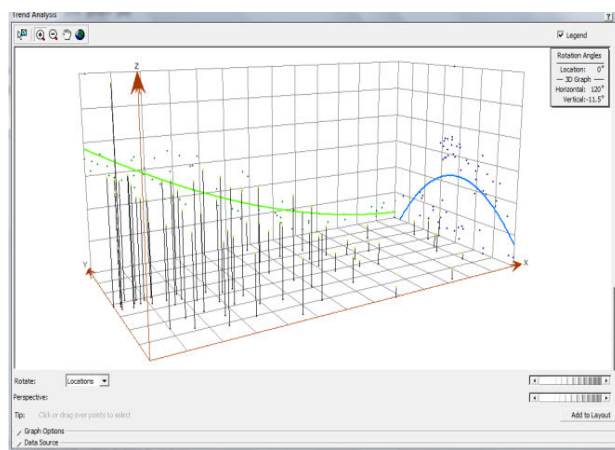 Trend Analysis
?
Legend
Rotation Angles
Location: 0°
3D Graph
Horizontal: 120°
Vertical:-11.5°
Z
Y
X
Rotate: Locations
Perspective:
Tip: Click or drag over points to select
Add to Layout
Graph Options
Data Source